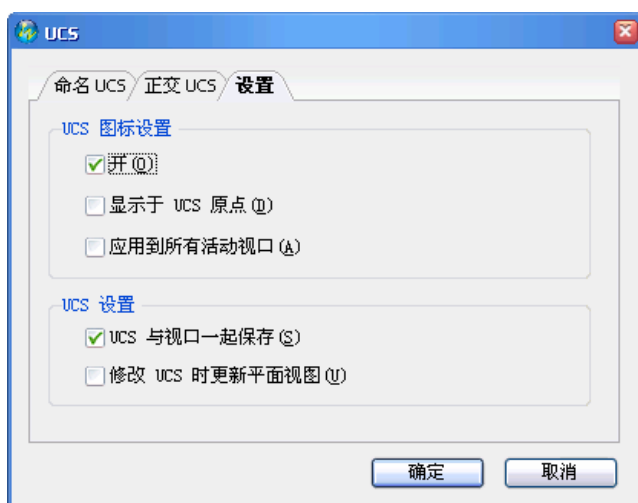 UCS
命名 UCS 正交 UCS 设置
UCS 图标设置
开(O)
显示于 UCS 原点(D)
应用到所有活动视口(A)
UCS 设置
UCS 与视口一起保存(S)
修改 UCS 时更新平面视图(U)
确定 取消